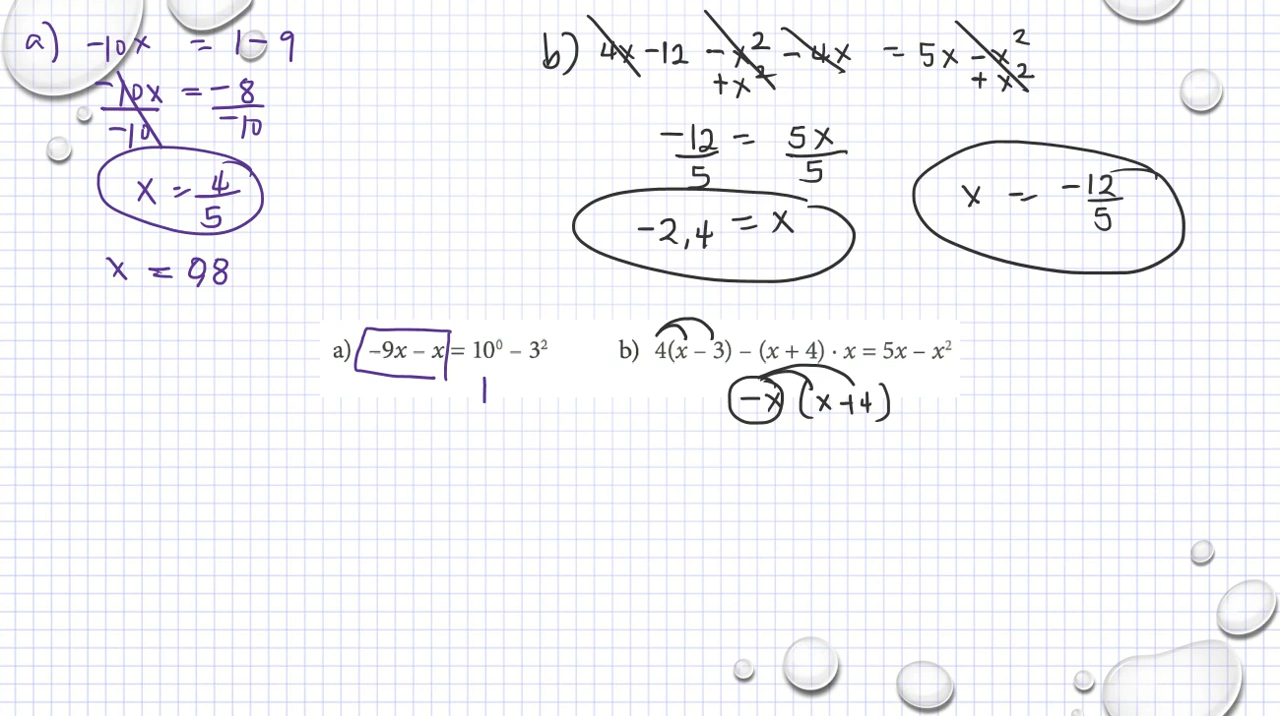 a) -10x = 1 - 9
-10x = -8
-10 -10
x = 4/5
x = 98
b) 4x - 12 - x² - 4x = 5x - x²
+x² + x²
-12/5 = 5x/5
-2,4 = x
x = -12/5
a) –9x – x = 10⁰ – 3²
1
b) 4(x – 3) – (x + 4) · x = 5x – x²
-x (x+4)